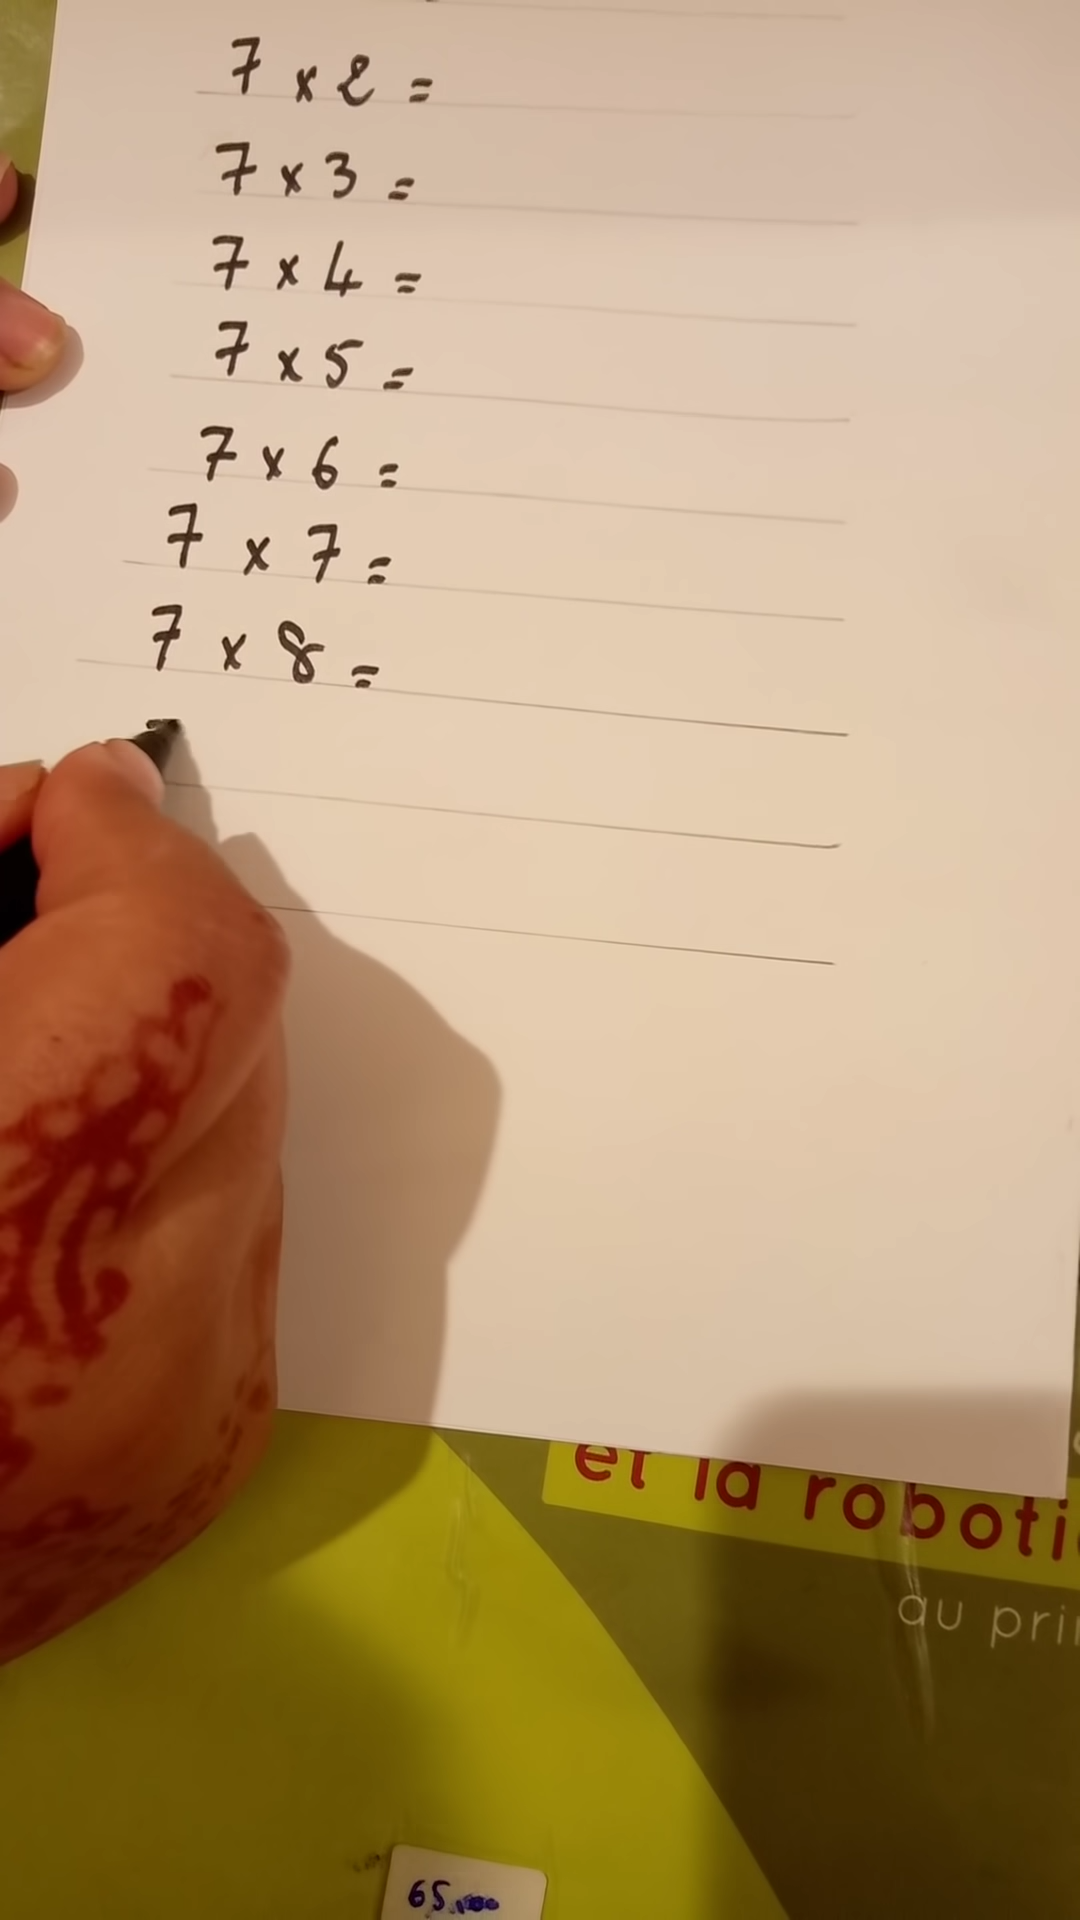 7 x 2 =
7 x 3 =
7 x 4 =
7 x 5 =
7 x 6 =
7 x 7 =
7 x 8 =
et la roboti
au pri
65